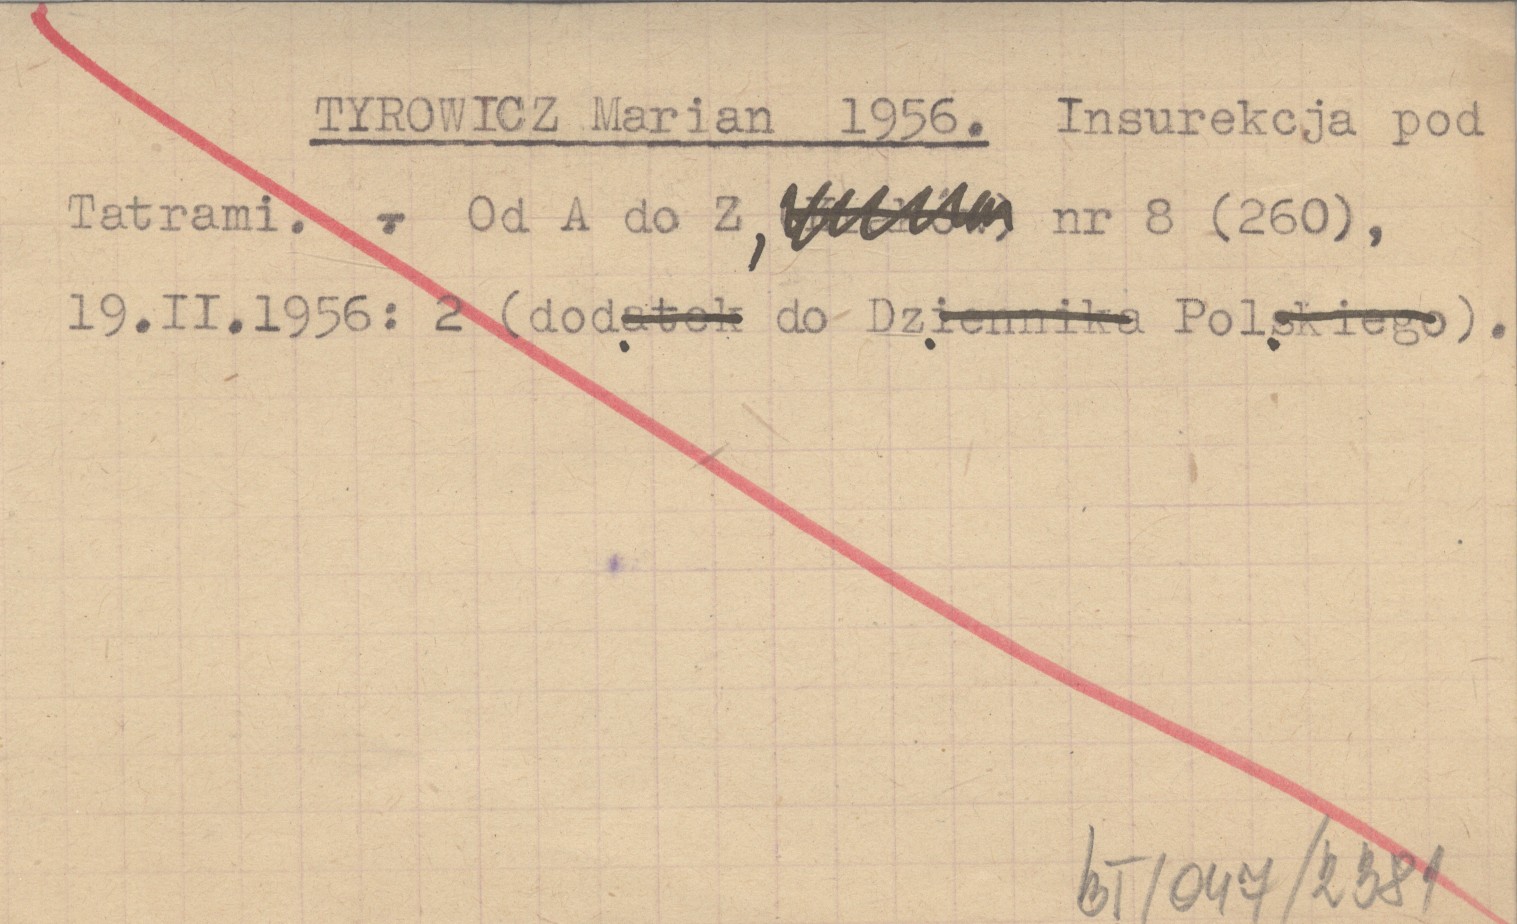 TYROWICZ Marian 1956. Insurekcja pod
Tatrami. - Od A do Z, nr 8 (260),
19.II.1956: 2 (dodatek do Dziennika Polskiego).
BT/047/2381